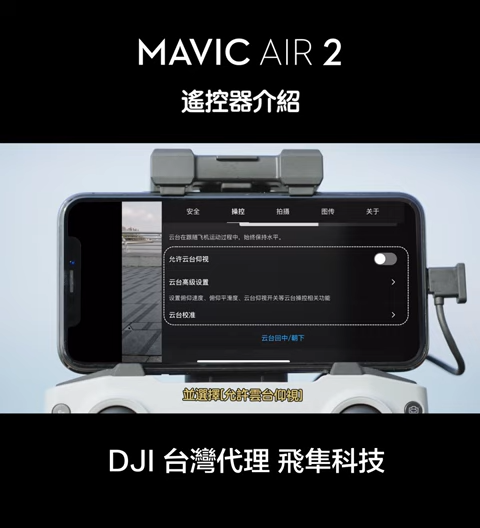 MAVIC AIR 2
遙控器介紹
安全 操控 拍摄 图传 关于
云台在跟随飞机运动过程中，始终保持水平。
允许云台仰视
云台高级设置
设置俯仰速度、俯仰平滑度、云台仰视开关等云台操控相关功能
云台校准
云台回中/朝下
並選擇[允許雲台仰視]
DJI 台灣代理 飛隼科技